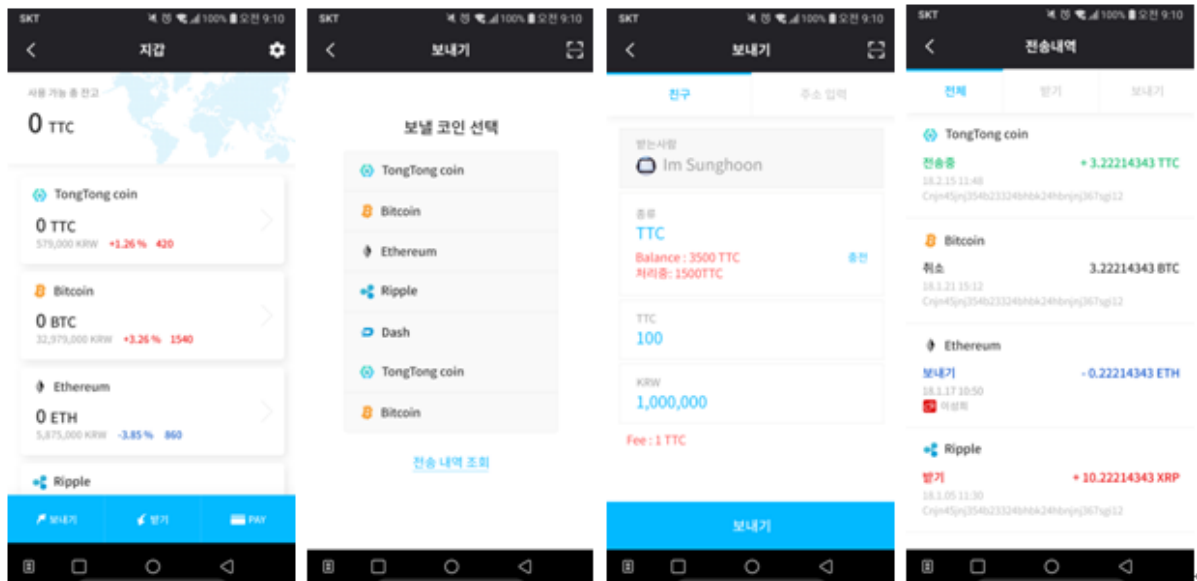 SKT 100% 오전 9:10
지갑
사용 가능 총 잔고
0 TTC
TongTong coin
0 TTC
579,000 KRW +1.26 % 420
Bitcoin
0 BTC
32,979,000 KRW +3.26 % 1540
Ethereum
0 ETH
5,875,000 KRW -3.85 % 860
Ripple
보내기 받기 PAY
SKT 100% 오전 9:10
보내기
보낼 코인 선택
TongTong coin
Bitcoin
Ethereum
Ripple
Dash
TongTong coin
Bitcoin
전송 내역 조회
SKT 100% 오전 9:10
보내기
친구 주소 입력
받는사람
Im Sunghoon
종류
TTC
Balance : 3500 TTC 충전
처리중: 1500TTC
TTC
100
KRW
1,000,000
Fee : 1 TTC
보내기
SKT 100% 오전 9:10
전송내역
전체 받기 보내기
TongTong coin
전송중 + 3.22214343 TTC
18.2.15 11:48
Bitcoin
취소 3.22214343 BTC
18.1.21 15:12
Ethereum
보내기 - 0.22214343 ETH
18.1.17 10:50
이상희
Ripple
받기 + 10.22214343 XRP
18.1.05 11:30